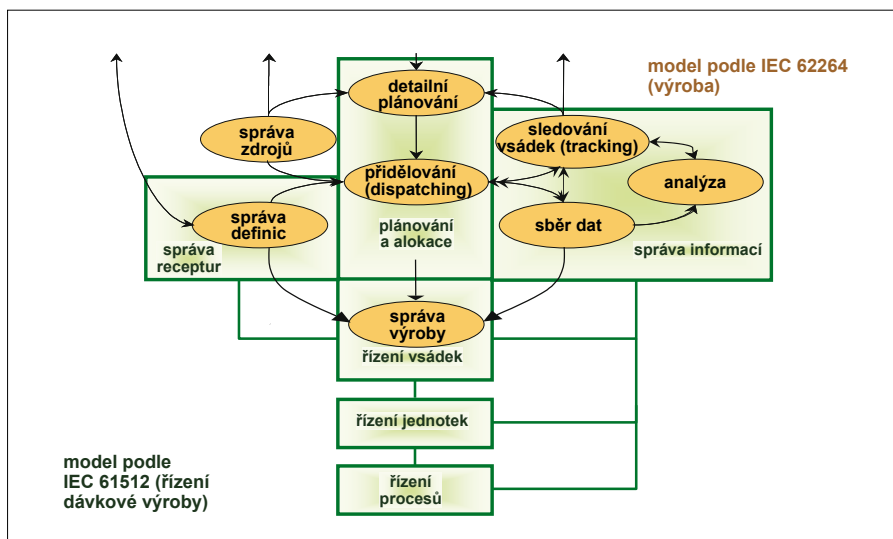 model podle IEC 62264
(výroba)
detailní
plánování
správa
zdrojů
sledování
vsádek (tracking)
přidělování
(dispatching)
analýza
správa
definic
sběr dat
plánování
a alokace
správa
receptur
správa informací
správa
výroby
řízení vsádek
řízení jednotek
model podle
IEC 61512 (řízení
dávkové výroby)
řízení
procesů